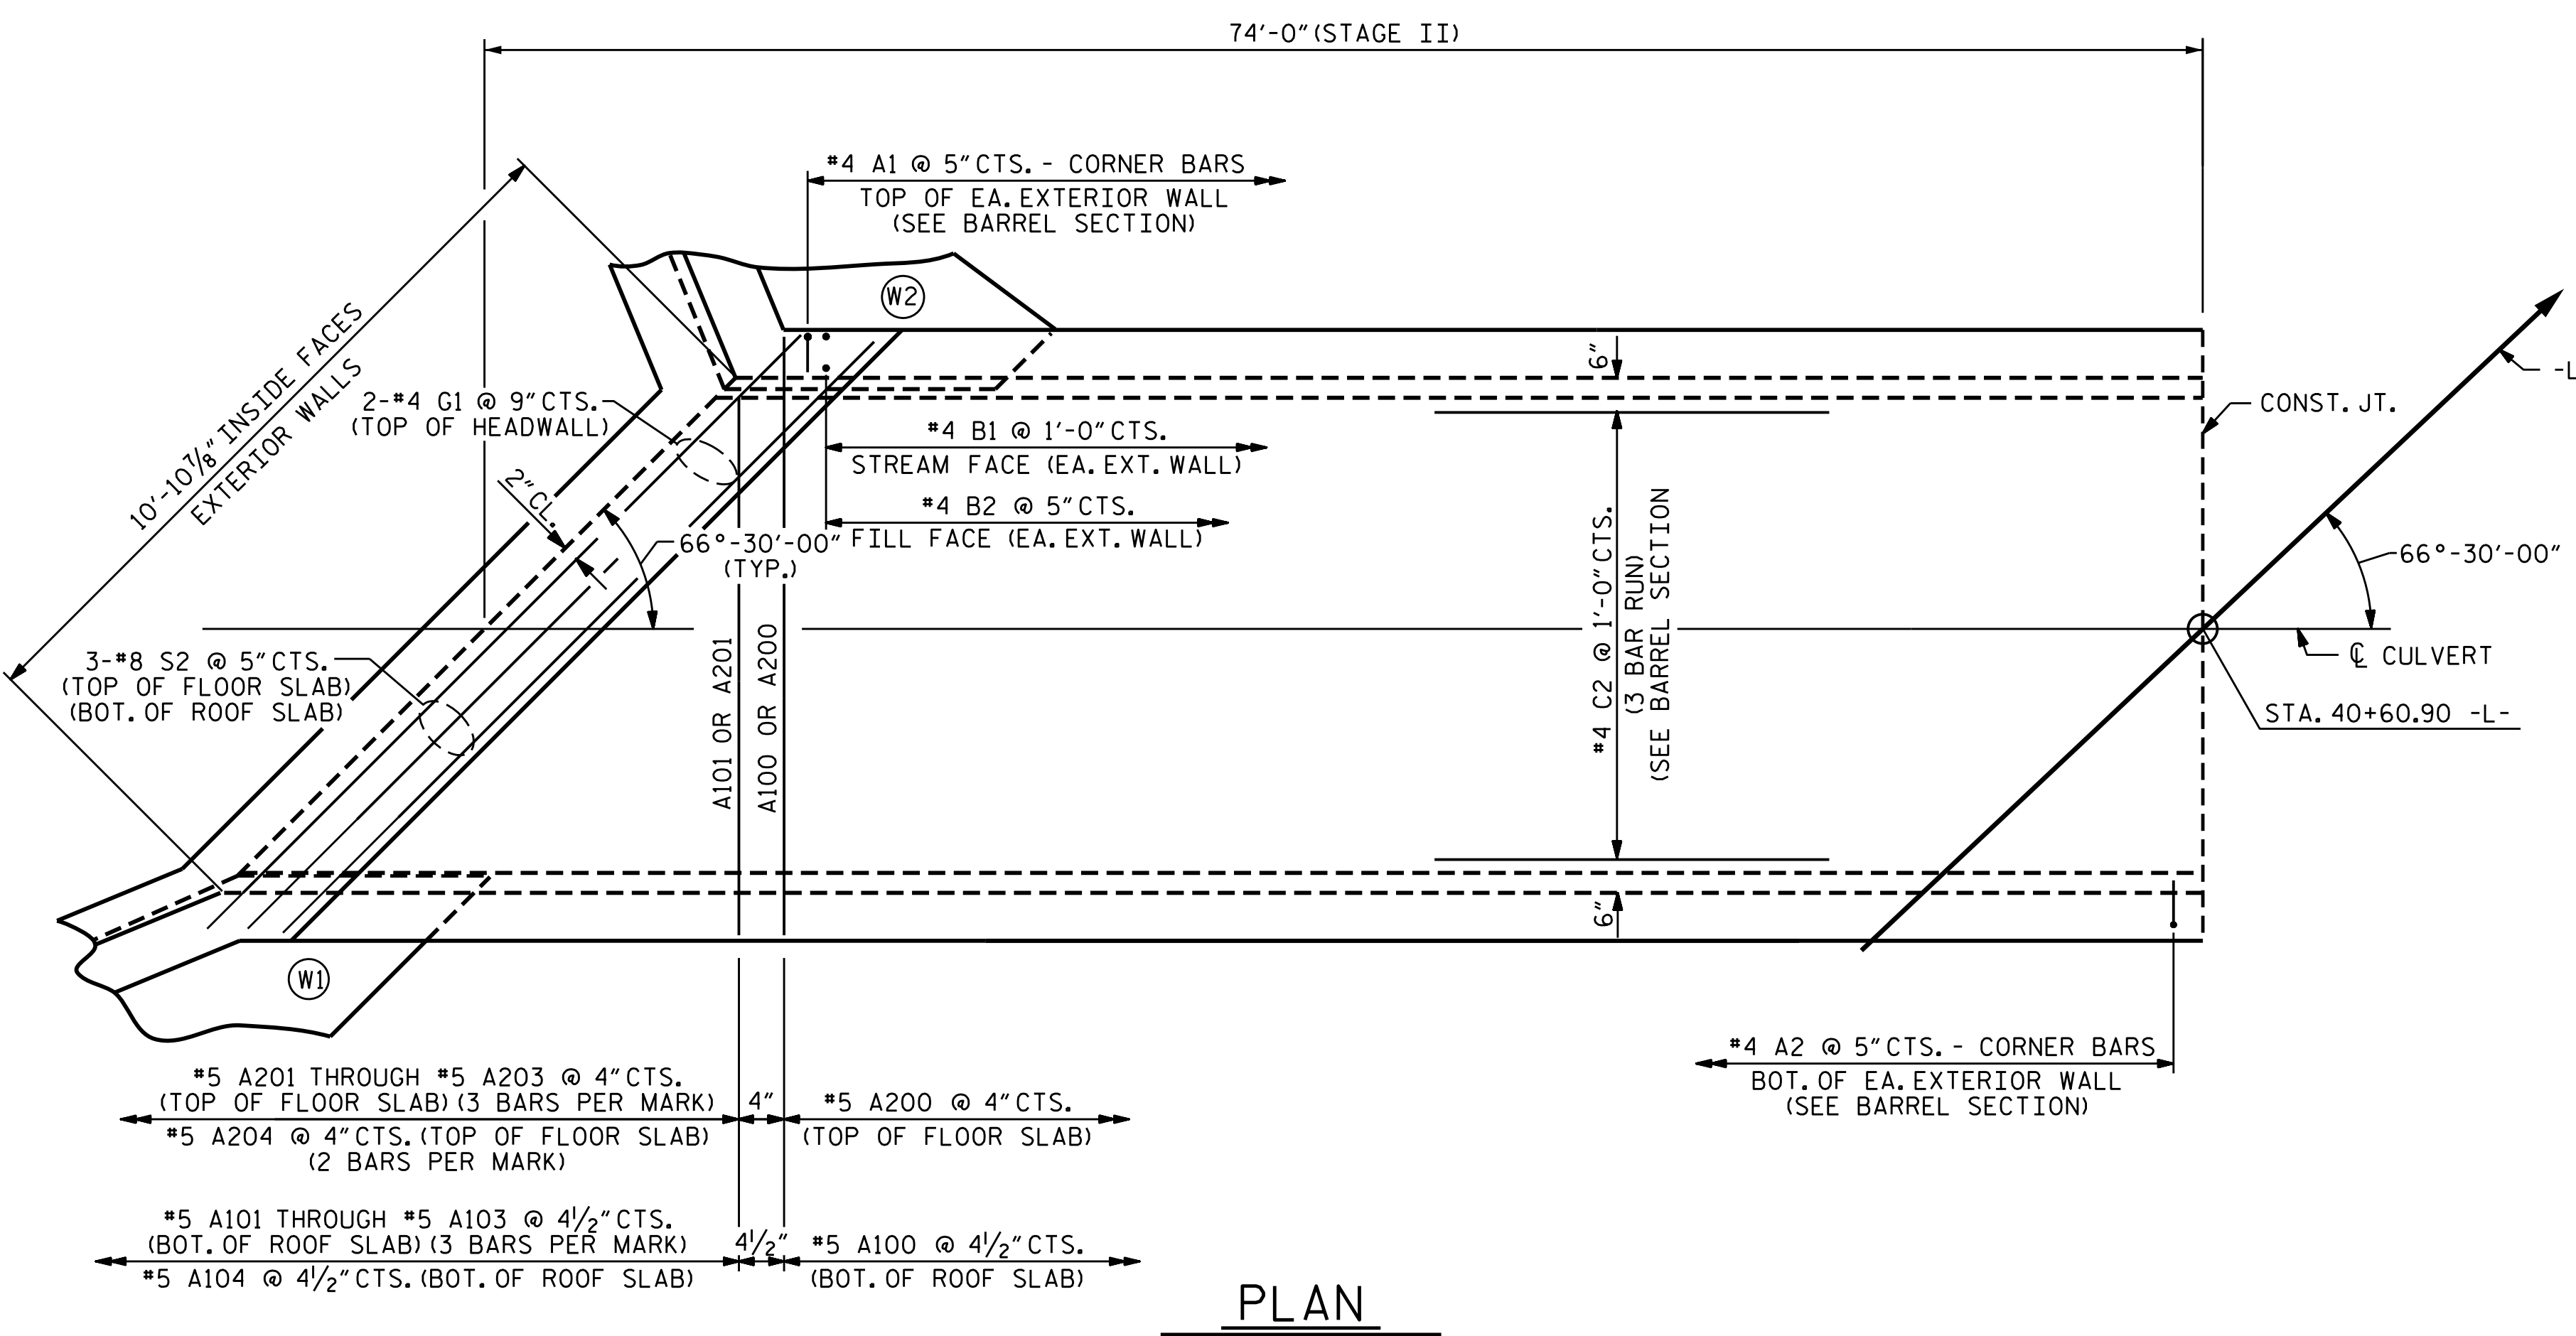 74'-0" (STAGE II)
#4 A1 @ 5" CTS. - CORNER BARS
TOP OF EA. EXTERIOR WALL
(SEE BARREL SECTION)
W2
10'-10⅞" INSIDE FACES
EXTERIOR WALLS
2-#4 G1 @ 9" CTS.
(TOP OF HEADWALL)
2" CL.
#4 B1 @ 1'-0" CTS.
STREAM FACE (EA. EXT. WALL)
#4 B2 @ 5" CTS.
FILL FACE (EA. EXT. WALL)
66°-30'-00"
(TYP.)
6"
#4 C2 @ 1'-0" CTS.
(3 BAR RUN)
(SEE BARREL SECTION
6"
CONST. JT.
-L
66°-30'-00"
℄ CULVERT
STA. 40+60.90 -L-
3-#8 S2 @ 5" CTS.
(TOP OF FLOOR SLAB)
(BOT. OF ROOF SLAB)
A101 OR A201
A100 OR A200
W1
#4 A2 @ 5" CTS. - CORNER BARS
BOT. OF EA. EXTERIOR WALL
(SEE BARREL SECTION)
#5 A201 THROUGH #5 A203 @ 4" CTS.
(TOP OF FLOOR SLAB) (3 BARS PER MARK)
#5 A204 @ 4" CTS. (TOP OF FLOOR SLAB)
(2 BARS PER MARK)
4"
#5 A200 @ 4" CTS.
(TOP OF FLOOR SLAB)
#5 A101 THROUGH #5 A103 @ 4½" CTS.
(BOT. OF ROOF SLAB) (3 BARS PER MARK)
#5 A104 @ 4½" CTS. (BOT. OF ROOF SLAB)
4½"
#5 A100 @ 4½" CTS.
(BOT. OF ROOF SLAB)
PLAN